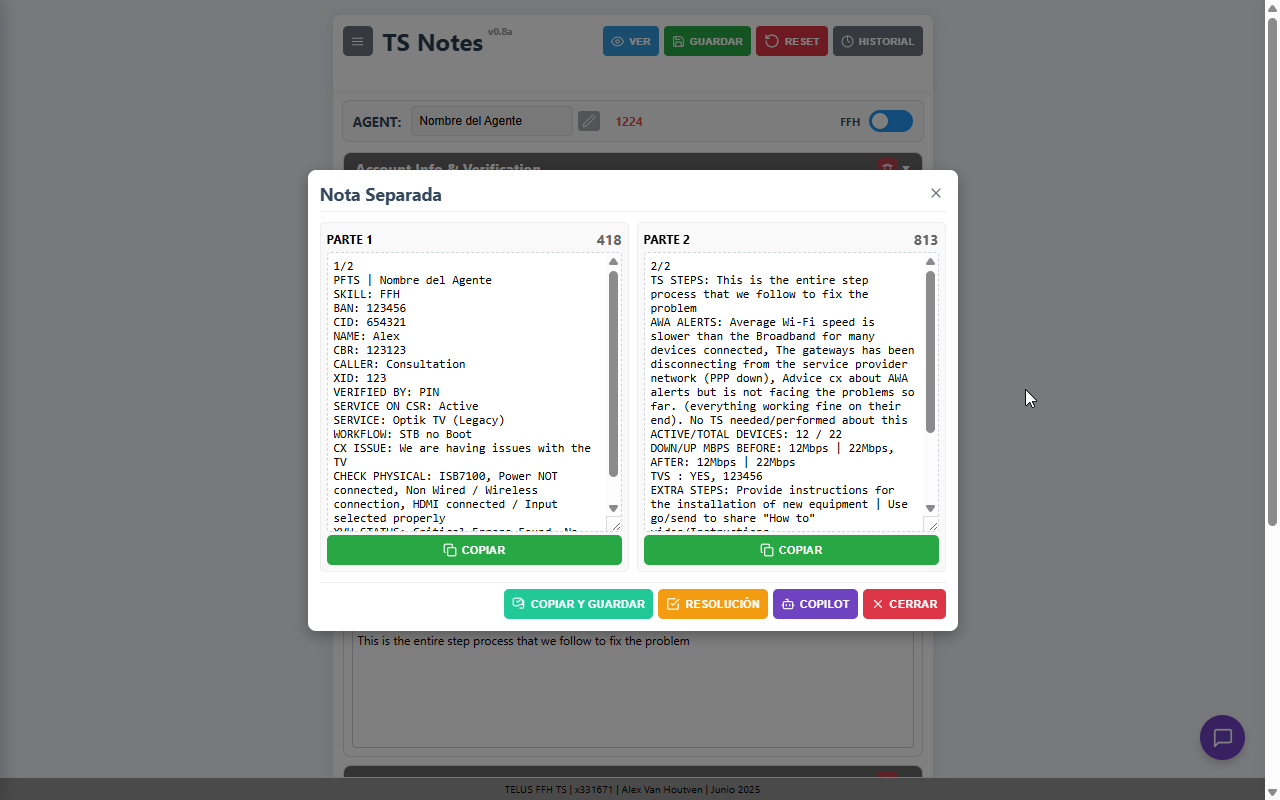 TS Notes v0.8a
VER
GUARDAR
RESET
HISTORIAL
AGENT:
Nombre del Agente
1224
FFH
Account Info & Verification
Nota Separada
PARTE 1
418
1/2
PFTS | Nombre del Agente
SKILL: FFH
BAN: 123456
CID: 654321
NAME: Alex
CBR: 123123
CALLER: Consultation
XID: 123
VERIFIED BY: PIN
SERVICE ON CSR: Active
SERVICE: Optik TV (Legacy)
WORKFLOW: STB no Boot
CX ISSUE: We are having issues with the
TV
CHECK PHYSICAL: ISB7100, Power NOT
connected, Non Wired / Wireless
connection, HDMI connected / Input
selected properly
COPIAR
PARTE 2
813
2/2
TS STEPS: This is the entire step
process that we follow to fix the
problem
AWA ALERTS: Average Wi-Fi speed is
slower than the Broadband for many
devices connected, The gateways has been
disconnecting from the service provider
network (PPP down), Advice cx about AWA
alerts but is not facing the problems so
far. (everything working fine on their
end). No TS needed/performed about this
ACTIVE/TOTAL DEVICES: 12 / 22
DOWN/UP MBPS BEFORE: 12Mbps | 22Mbps,
AFTER: 12Mbps | 22Mbps
TVS : YES, 123456
EXTRA STEPS: Provide instructions for
the installation of new equipment | Use
go/send to share "How to"
COPIAR
COPIAR Y GUARDAR
RESOLUCIÓN
COPILOT
CERRAR
This is the entire step process that we follow to fix the problem
TELUS FFH TS | x331671 | Alex Van Houtven | Junio 2025